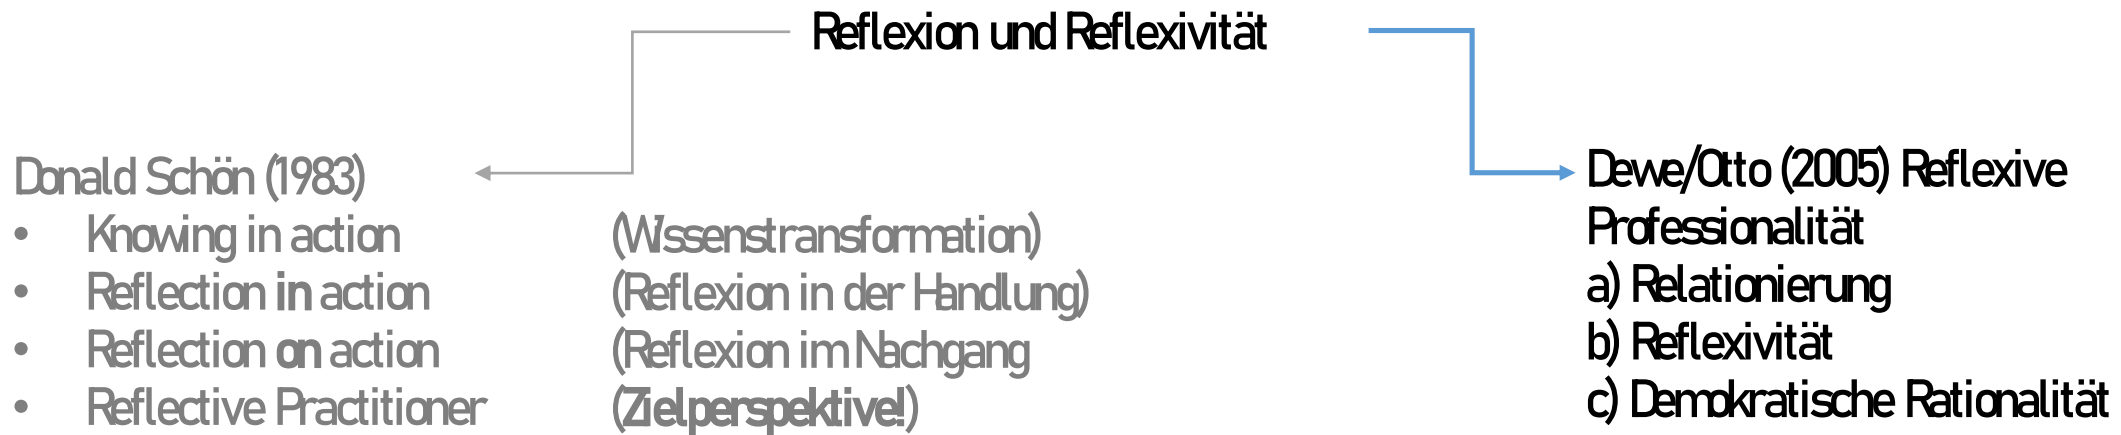 Reflexion und Reflexivität
Donald Schön (1983)
• Knowing in action (Wissenstransformation)
• Reflection in action (Reflexion in der Handlung)
• Reflection on action (Reflexion im Nachgang
• Reflective Practitioner (Zielperspektive!)
Dewe/Otto (2005) Reflexive
Professionalität
a) Relationierung
b) Reflexivität
c) Demokratische Rationalität